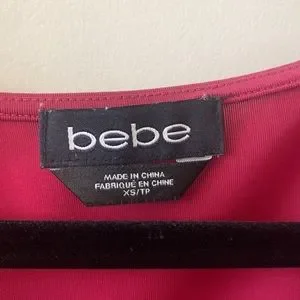 bebe
MADE IN CHINA
FABRIQUÉ EN CHINE
XS/TP